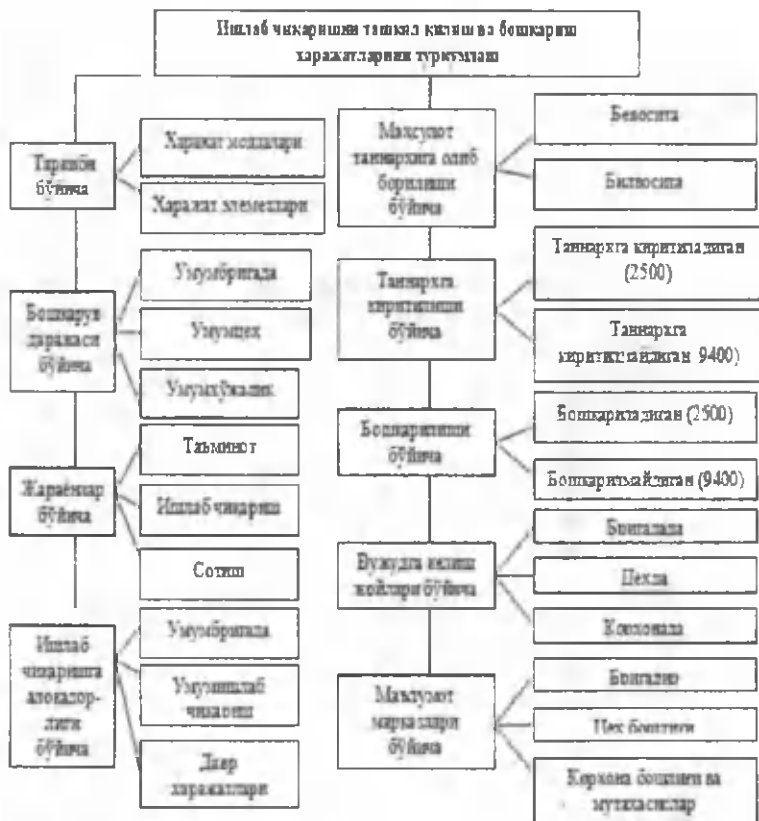 Ишлаб чиқаришни ташкил қилиш ва бошқариш
харажатларини туркумлаш
Таркиби
бўйича
Харажат моддалари
Харажат элеметлари
Бошқарув
даражаси
бўйича
Умумбригада
Умумцех
Умумхўжалик
Жараёнлар
бўйича
Таъминот
Ишлаб чиқариш
Сотиш
Ишлаб
чиқаришга
алоқадор-
лиги
бўйича
Умумбригада
Умумишлаб
чиқариш
Давр
харажатлари
Маҳсулот
таннархига олиб
борилиши
бўйича
Бевосита
Билвосита
Таннархга
киритилиши
бўйича
Таннархга киритиладиган
(2500)
Таннархга
киритилмайдиган 9400)
Бошқарилиши
бўйича
Бошқариладиган (2500)
Бошқарилмайдиган (9400)
Вужудга келиш
жойлари бўйича
Бригадада
Цехда
Корхонада
Маълумот
марказлари
бўйича
Бригадир
Цех бошлиғи
Корхона бошлиғи ва
мутахасислар